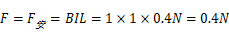 F = F安 = BIL = 1 × 1 × 0.4N = 0.4N